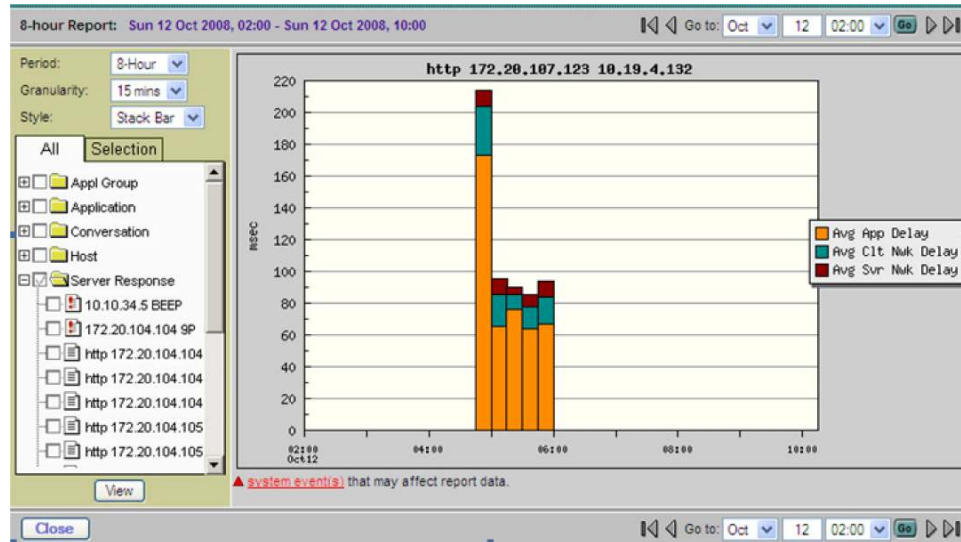 8-hour Report: Sun 12 Oct 2008, 02:00 - Sun 12 Oct 2008, 10:00
Go to: Oct 12 02:00 Go
Period: 8-Hour
Granularity: 15 mins
Style: Stack Bar
All Selection
Appl Group
Application
Conversation
Host
Server Response
10.10.34.5 BEEP
172.20.104.104 9P
http 172.20.104.104
http 172.20.104.104
http 172.20.104.104
http 172.20.104.105
http 172.20.104.105
View
http 172.20.107.123 10.19.4.132
220
200
180
160
140
120
100
80
60
40
20
0
msec
02:00 04:00 06:00 08:00 10:00
Oct12
Avg App Delay
Avg Clt Nwk Delay
Avg Svr Nwk Delay
system event(s) that may affect report data.
Close
Go to: Oct 12 02:00 Go